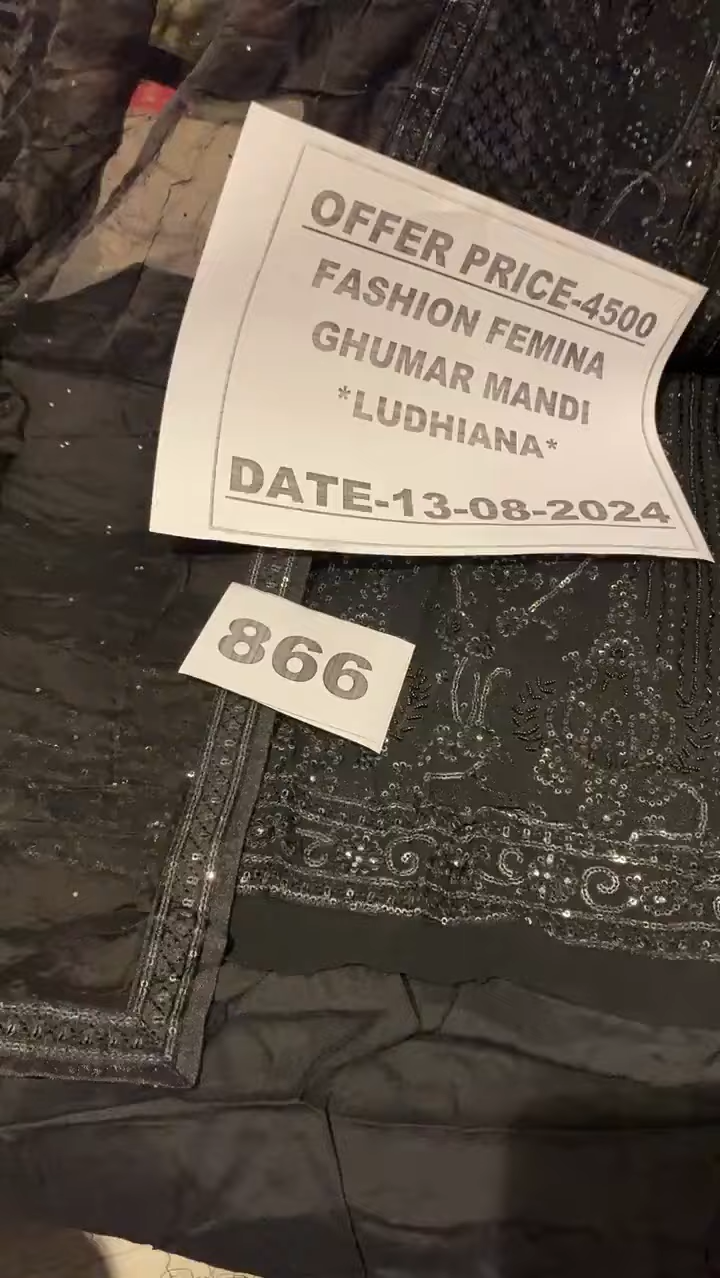 OFFER PRICE-4500
FASHION FEMINA
GHUMAR MANDI
*LUDHIANA*
DATE-13-08-2024
866